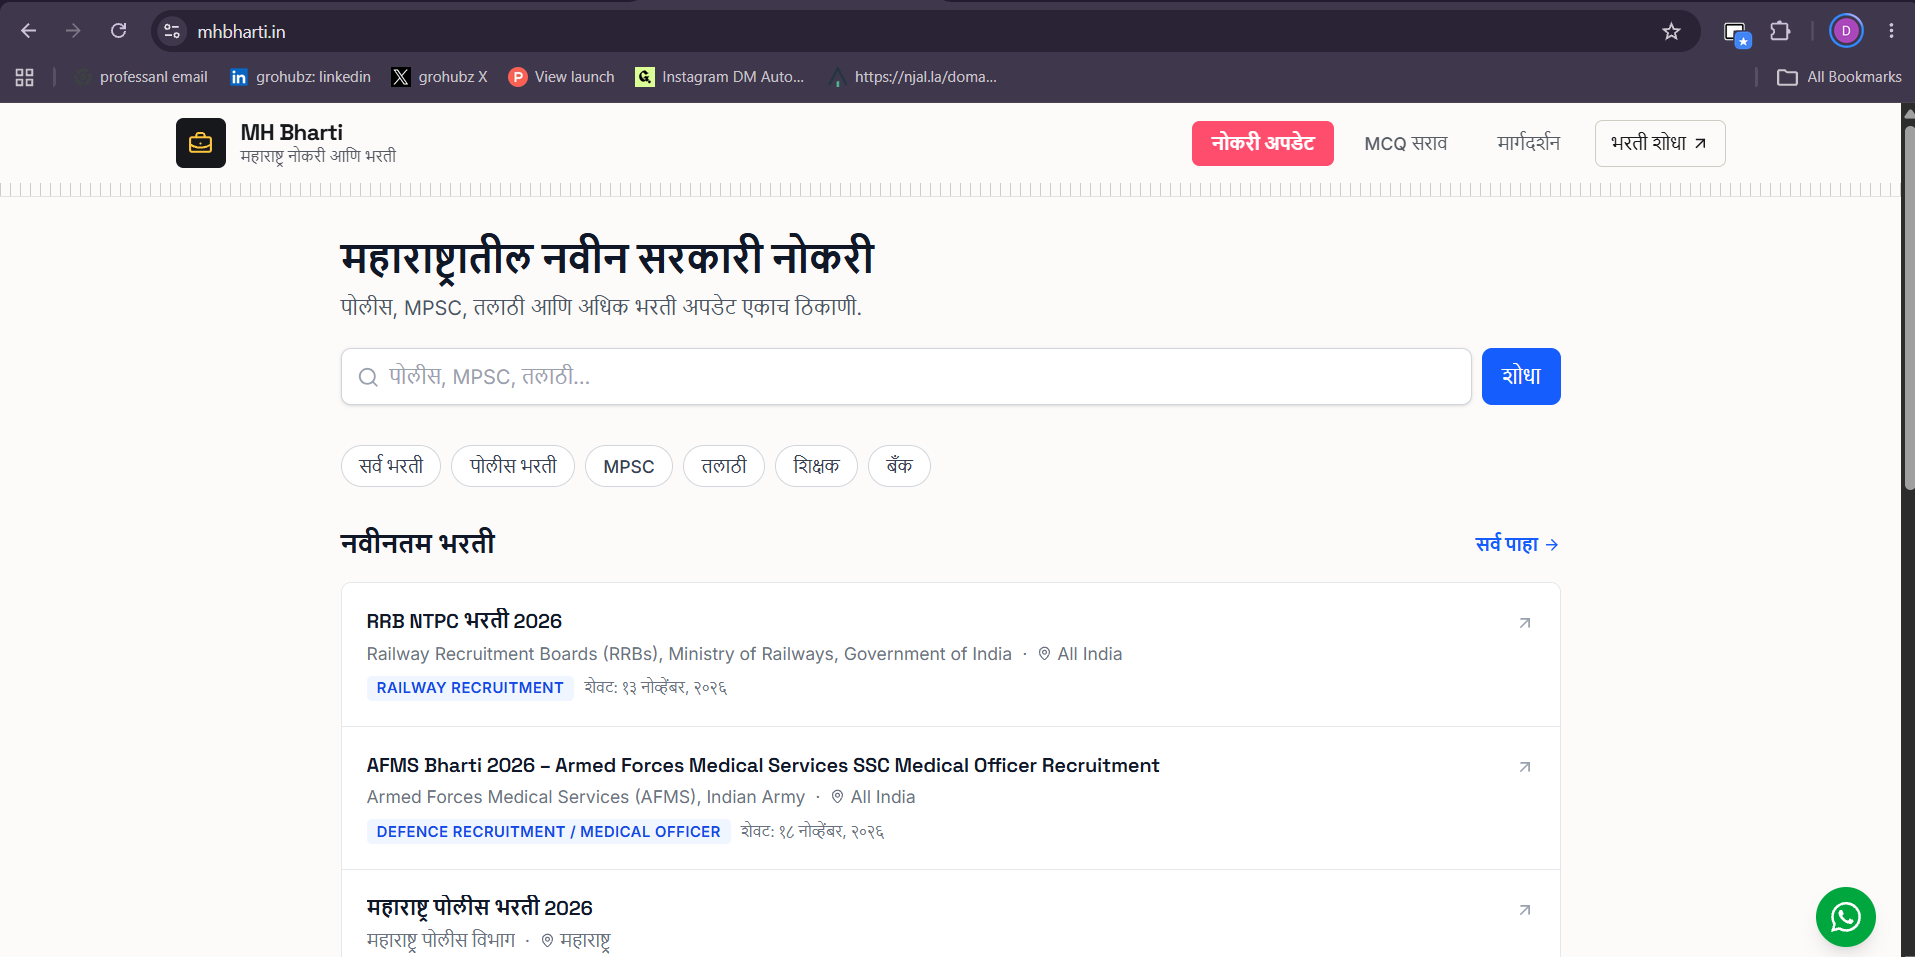 mhbharti.in
professanl email
grohubz: linkedin
grohubz X
View launch
Instagram DM Auto...
https://njal.la/doma...
All Bookmarks
D
MH Bharti
महाराष्ट्र नोकरी आणि भरती
नोकरी अपडेट
MCQ सराव
मार्गदर्शन
भरती शोधा
महाराष्ट्रातील नवीन सरकारी नोकरी
पोलीस, MPSC, तलाठी आणि अधिक भरती अपडेट एकाच ठिकाणी.
पोलीस, MPSC, तलाठी...
शोधा
सर्व भरती
पोलीस भरती
MPSC
तलाठी
शिक्षक
बँक
नवीनतम भरती
सर्व पाहा →
RRB NTPC भरती 2026
Railway Recruitment Boards (RRBs), Ministry of Railways, Government of India · All India
RAILWAY RECRUITMENT शेवट: १३ नोव्हेंबर, २०२६
AFMS Bharti 2026 – Armed Forces Medical Services SSC Medical Officer Recruitment
Armed Forces Medical Services (AFMS), Indian Army · All India
DEFENCE RECRUITMENT / MEDICAL OFFICER शेवट: १८ नोव्हेंबर, २०२६
महाराष्ट्र पोलीस भरती 2026
महाराष्ट्र पोलीस विभाग · महाराष्ट्र